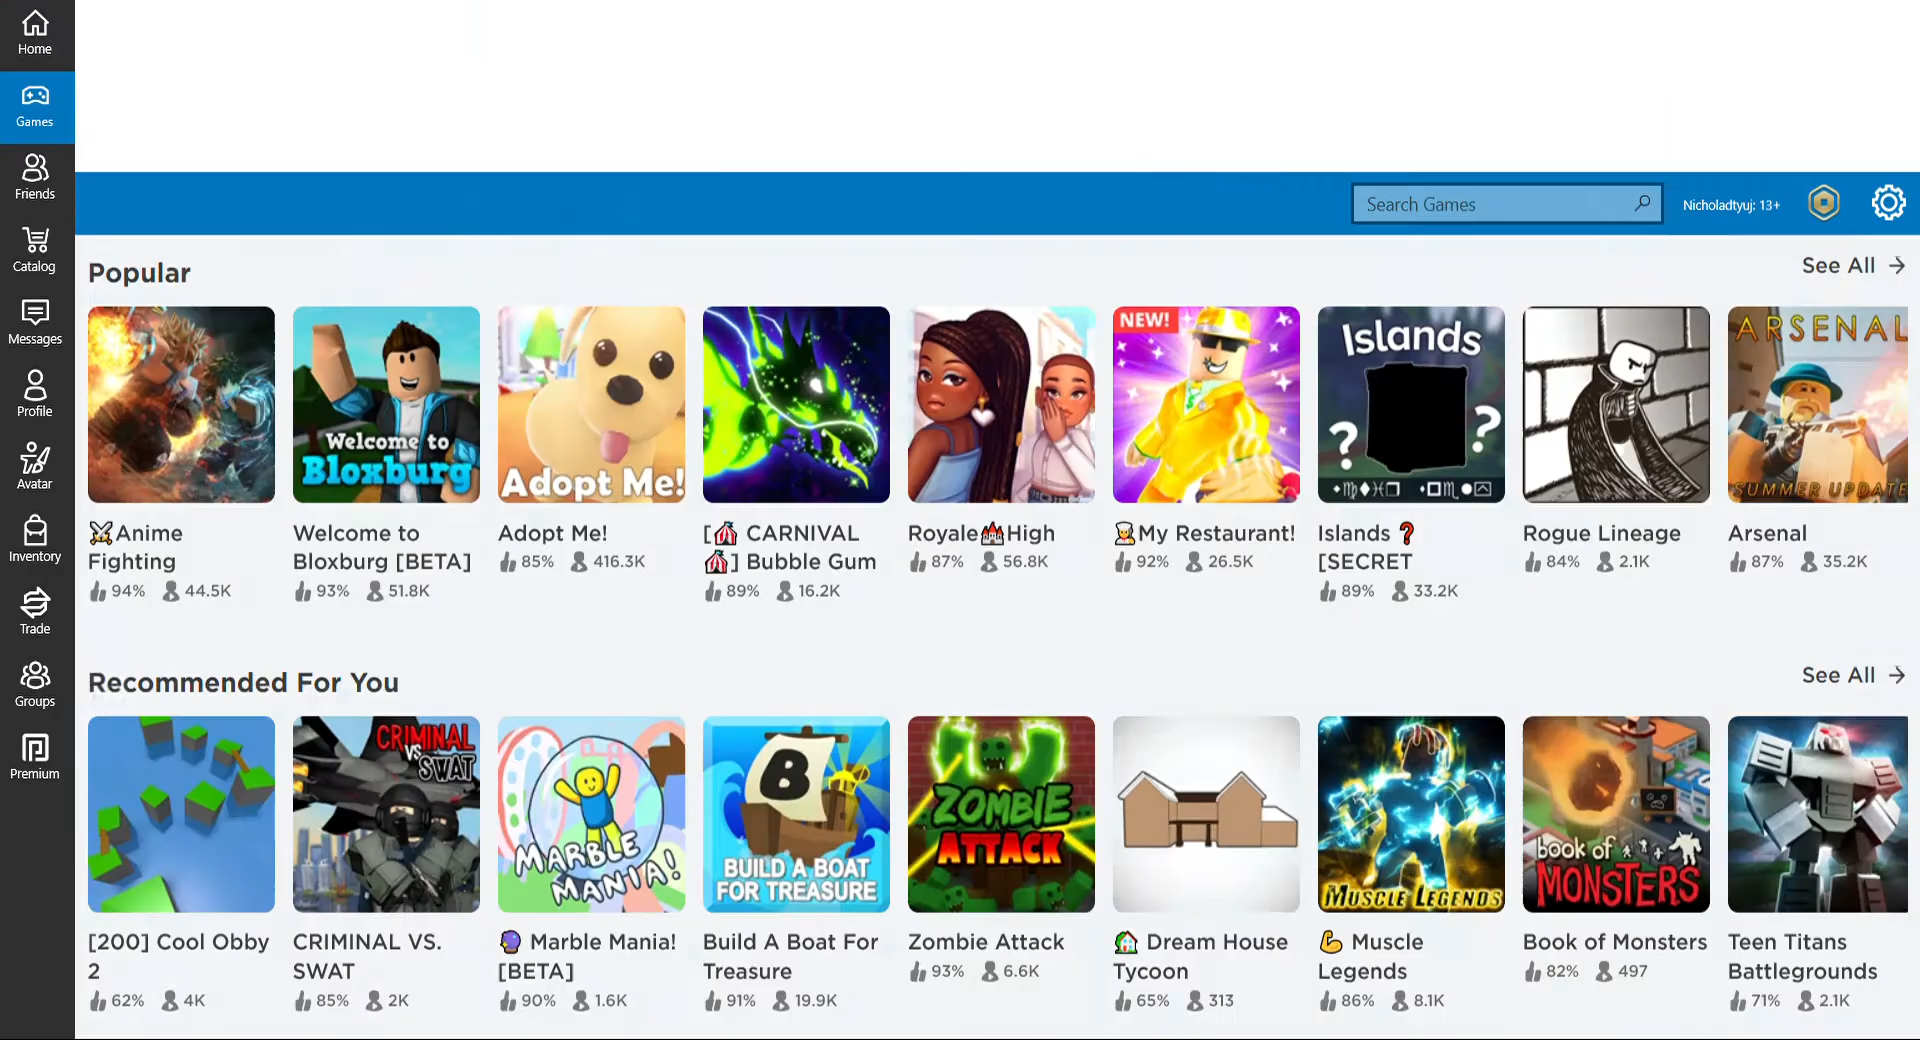 Home
Games
Friends
Catalog
Messages
Profile
Avatar
Inventory
Trade
Groups
Premium
Search Games
Nicholadtyuj: 13+
Popular
See All
Welcome to
Bloxburg
Adopt Me!
NEW!
Islands
? ?
ARSENAL
SUMMER UPDATE
Anime
Fighting
94% 44.5K
Welcome to
Bloxburg [BETA]
93% 51.8K
Adopt Me!
85% 416.3K
[🎪 CARNIVAL
🎪] Bubble Gum
89% 16.2K
Royale🏰High
87% 56.8K
My Restaurant!
92% 26.5K
Islands ❓
[SECRET
89% 33.2K
Rogue Lineage
84% 2.1K
Arsenal
87% 35.2K
Recommended For You
See All
CRIMINAL
VS
SWAT
MARBLE
MANIA!
B
BUILD A BOAT
FOR TREASURE
ZOMBIE
ATTACK
MUSCLE LEGENDS
book of
MONSTERS
[200] Cool Obby
2
62% 4K
CRIMINAL VS.
SWAT
85% 2K
🔮 Marble Mania!
[BETA]
90% 1.6K
Build A Boat For
Treasure
91% 19.9K
Zombie Attack
93% 6.6K
🏠 Dream House
Tycoon
65% 313
💪 Muscle
Legends
86% 8.1K
Book of Monsters
82% 497
Teen Titans
Battlegrounds
71% 2.1K